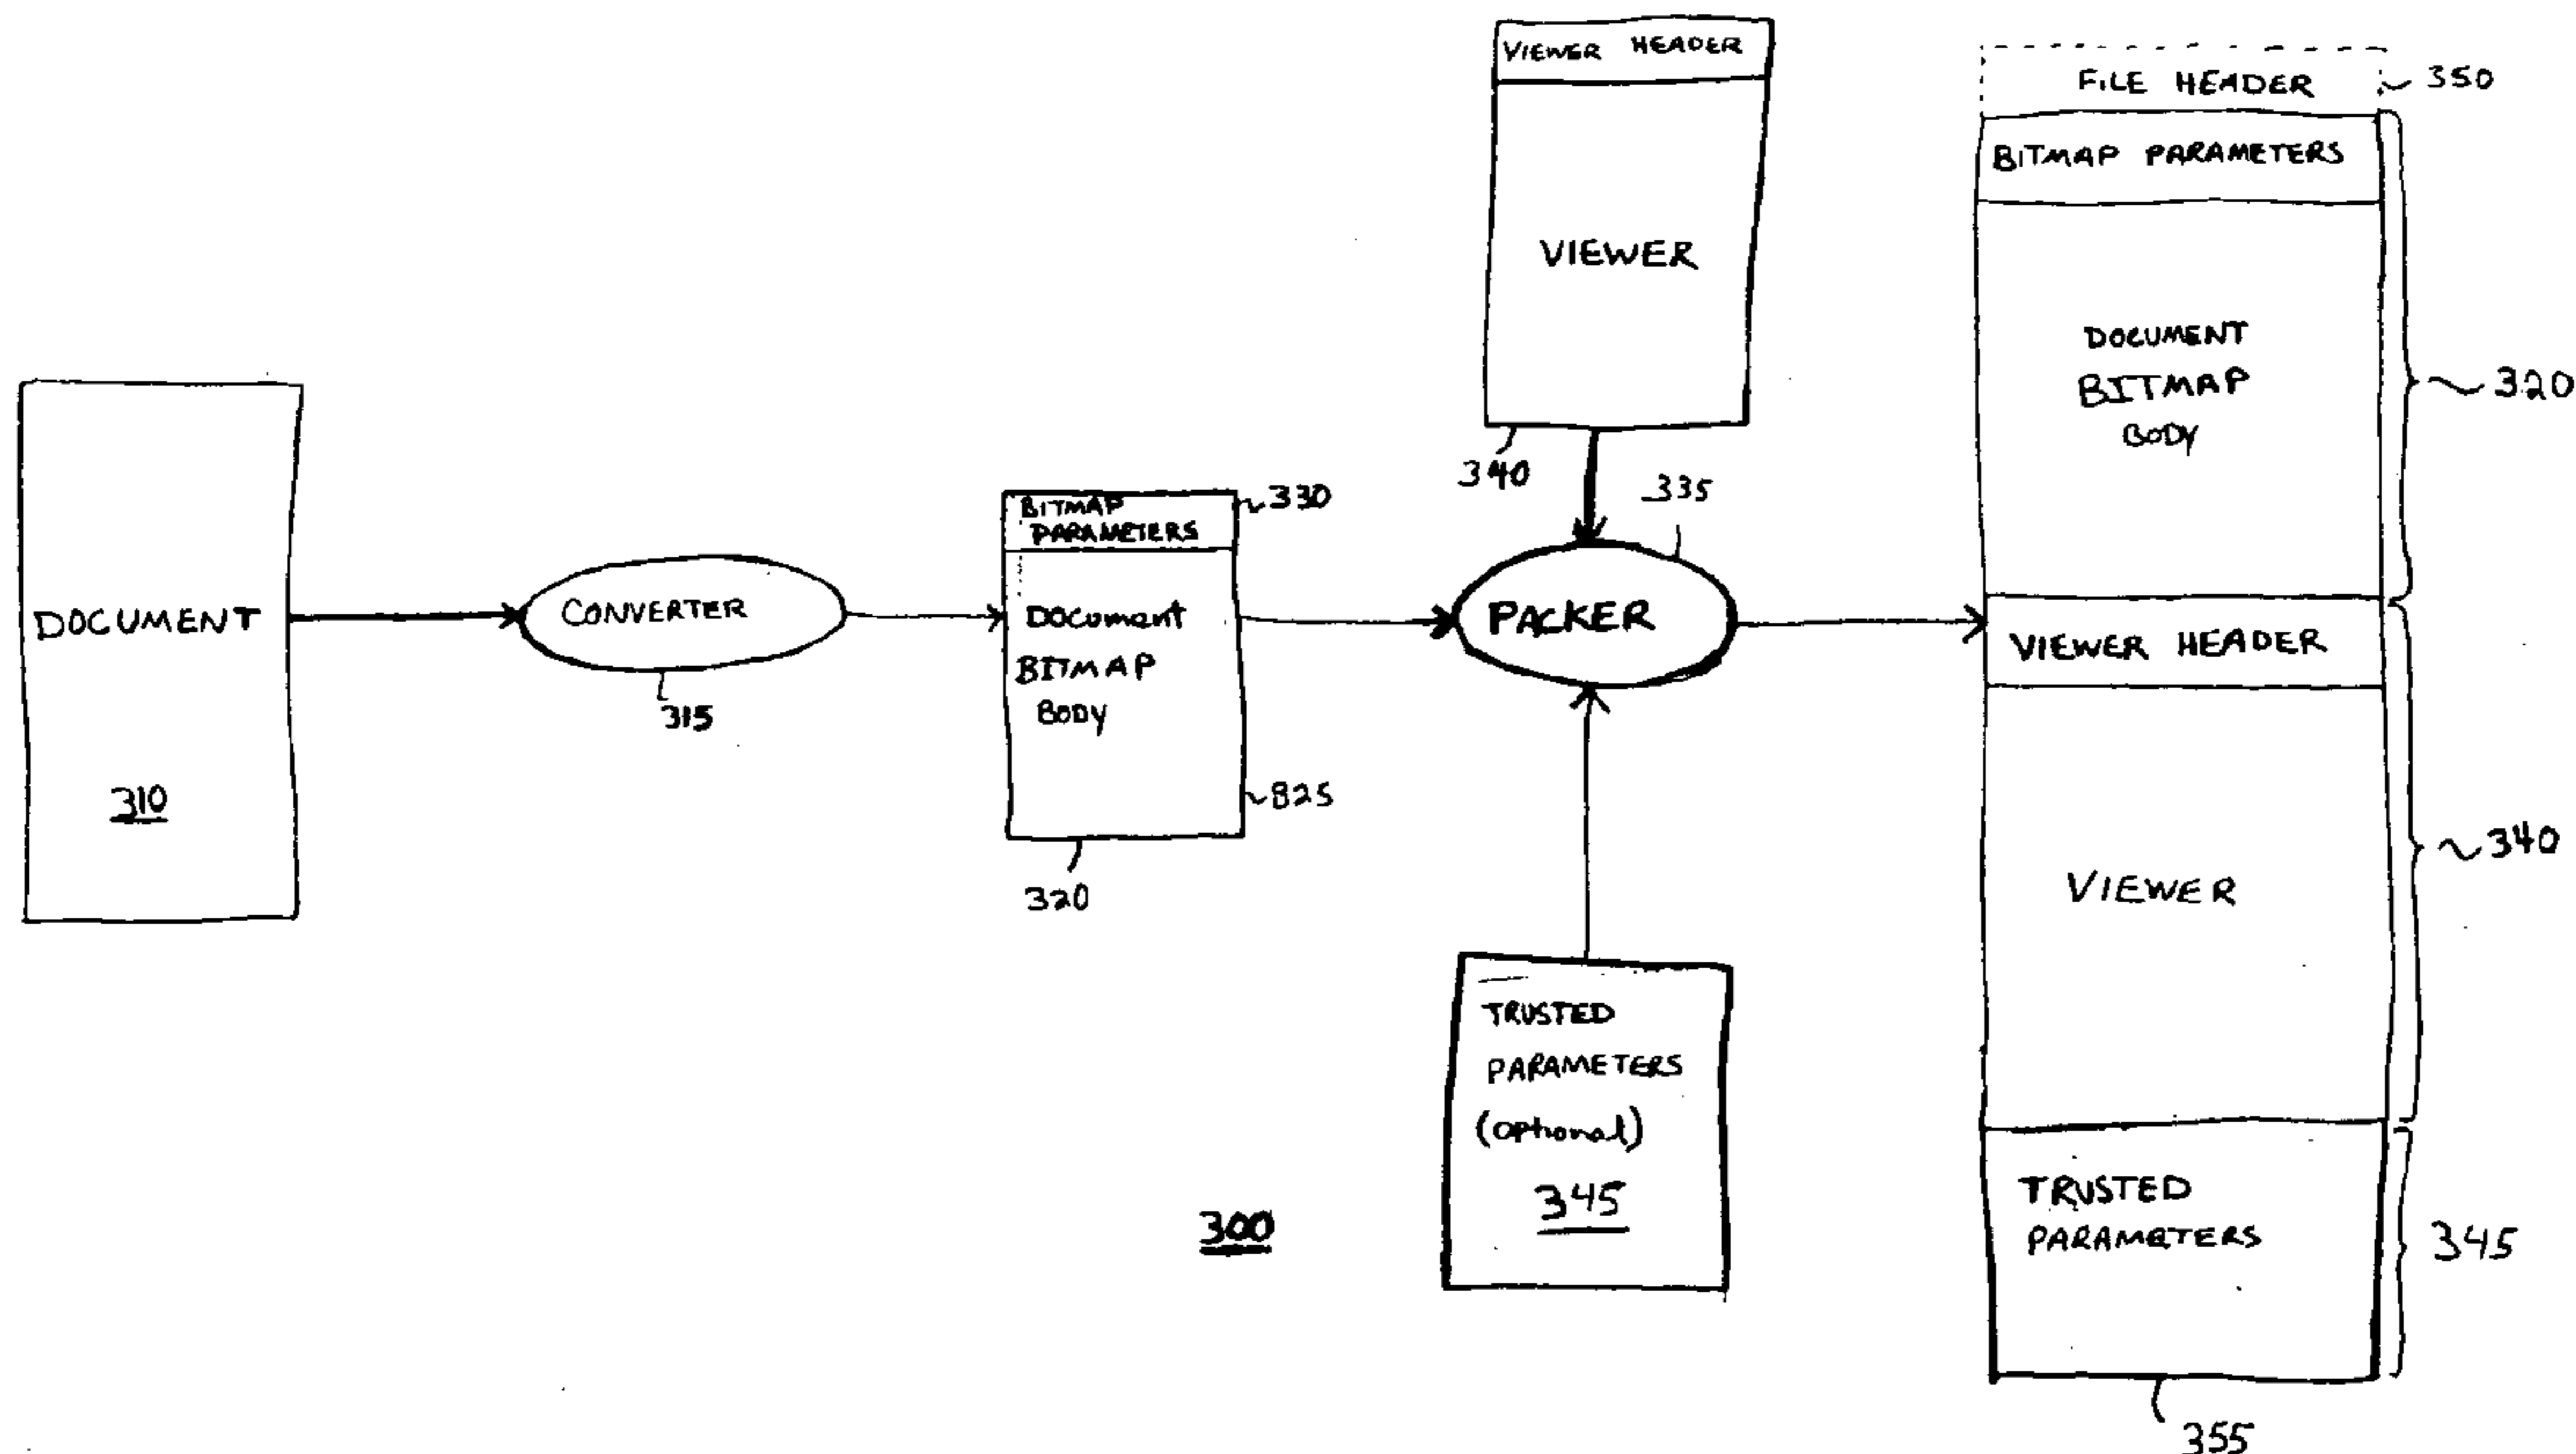 DOCUMENT
310
CONVERTER
315
BITMAP
PARAMETERS
330
Document
BITMAP
BODY
825
320
VIEWER HEADER
VIEWER
340
335
PACKER
TRUSTED
PARAMETERS
(optional)
345
300
FILE HEADER
350
BITMAP PARAMETERS
DOCUMENT
BITMAP
BODY
320
VIEWER HEADER
VIEWER
340
TRUSTED
PARAMETERS
345
355